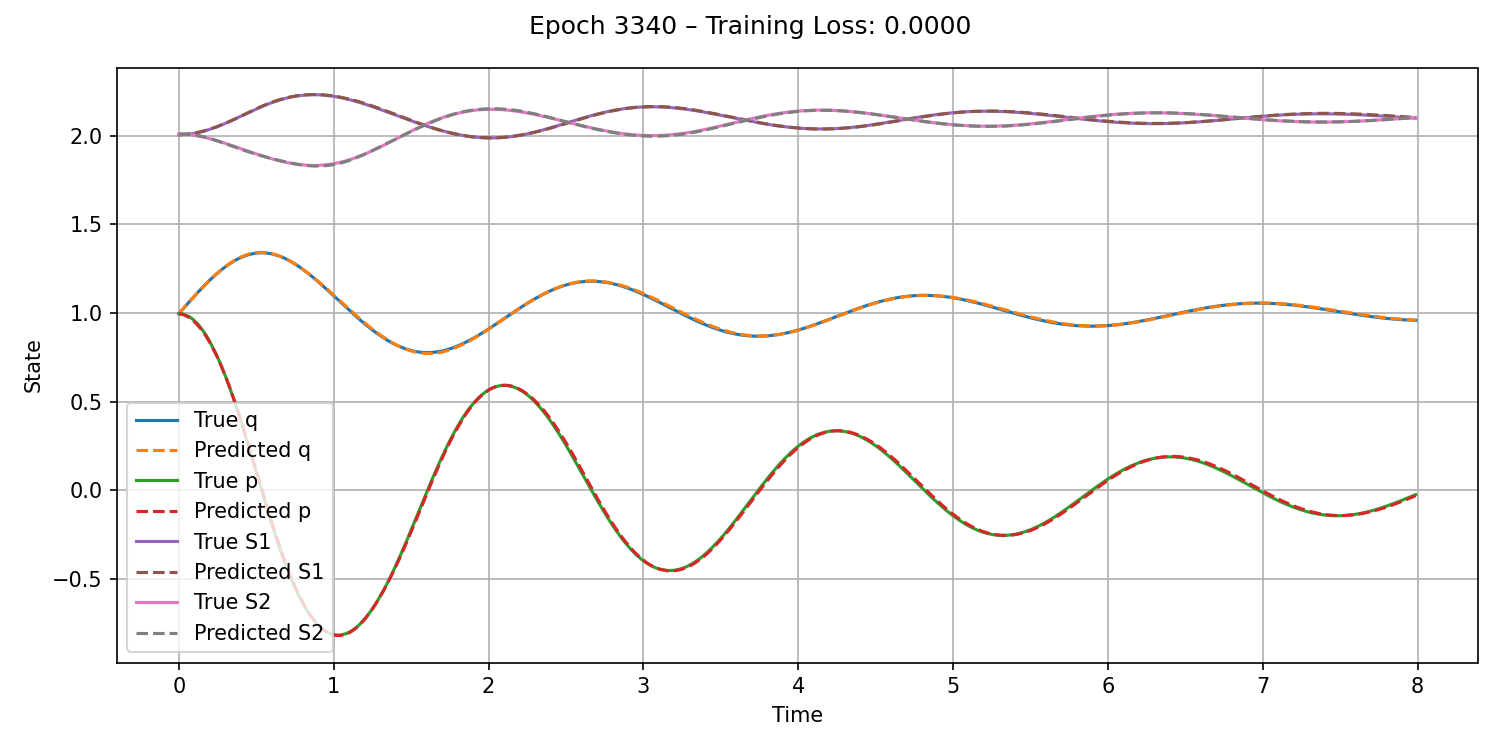 Epoch 3340 – Training Loss: 0.0000
2.0
1.5
1.0
0.5
0.0
−0.5
State
True q
Predicted q
True p
Predicted p
True S1
Predicted S1
True S2
Predicted S2
0 1 2 3 4 5 6 7 8
Time